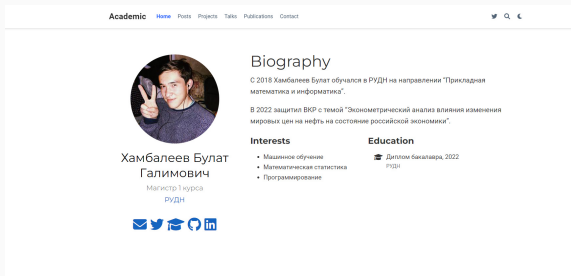 Academic
Home Posts Projects Talks Publications Contact
Biography
С 2018 Хамбалеев Булат обучался в РУДН на направлении “Прикладная
математика и информатика”.
В 2022 защитил ВКР с темой “Эконометрический анализ влияния изменения
мировых цен на нефть на состояние российской экономики”.
Хамбалеев Булат
Галимович
Магистр 1 курса
РУДН
Interests
Машинное обучение
Математическая статистика
Программирование
Education
Диплом бакалавра, 2022
РУДН